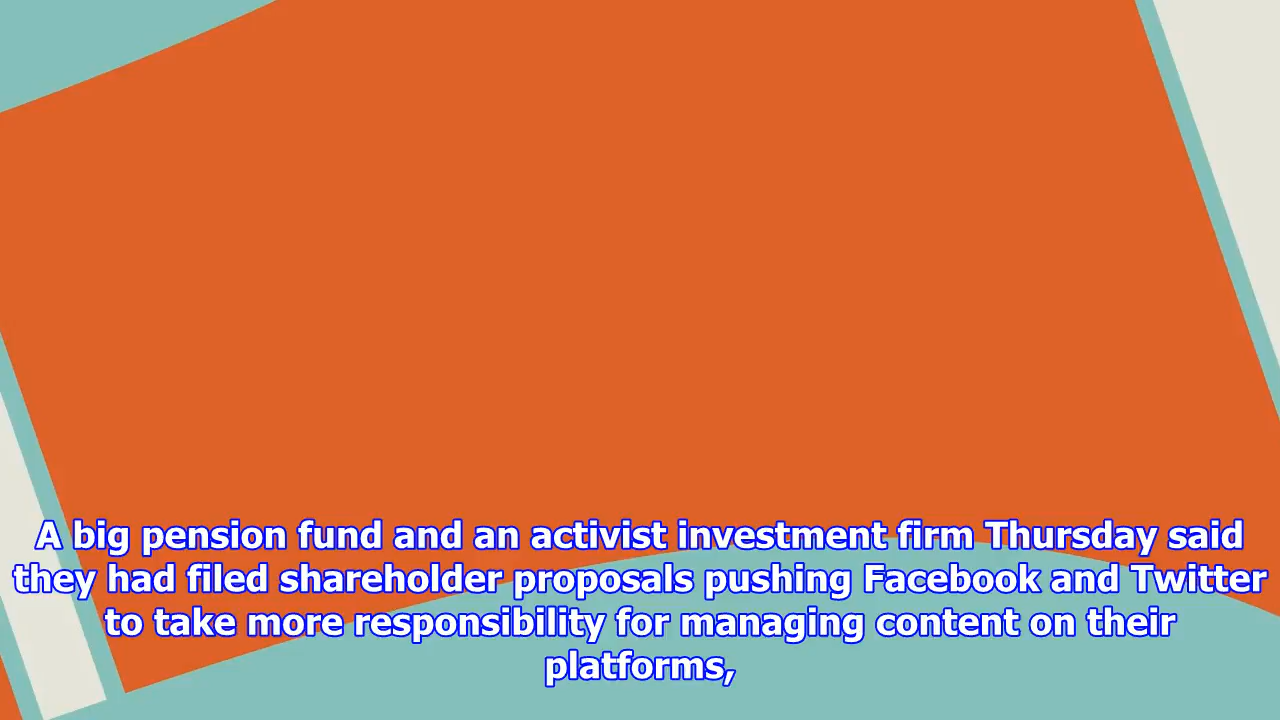 A big pension fund and an activist investment firm Thursday said
they had filed shareholder proposals pushing Facebook and Twitter
to take more responsibility for managing content on their
platforms,